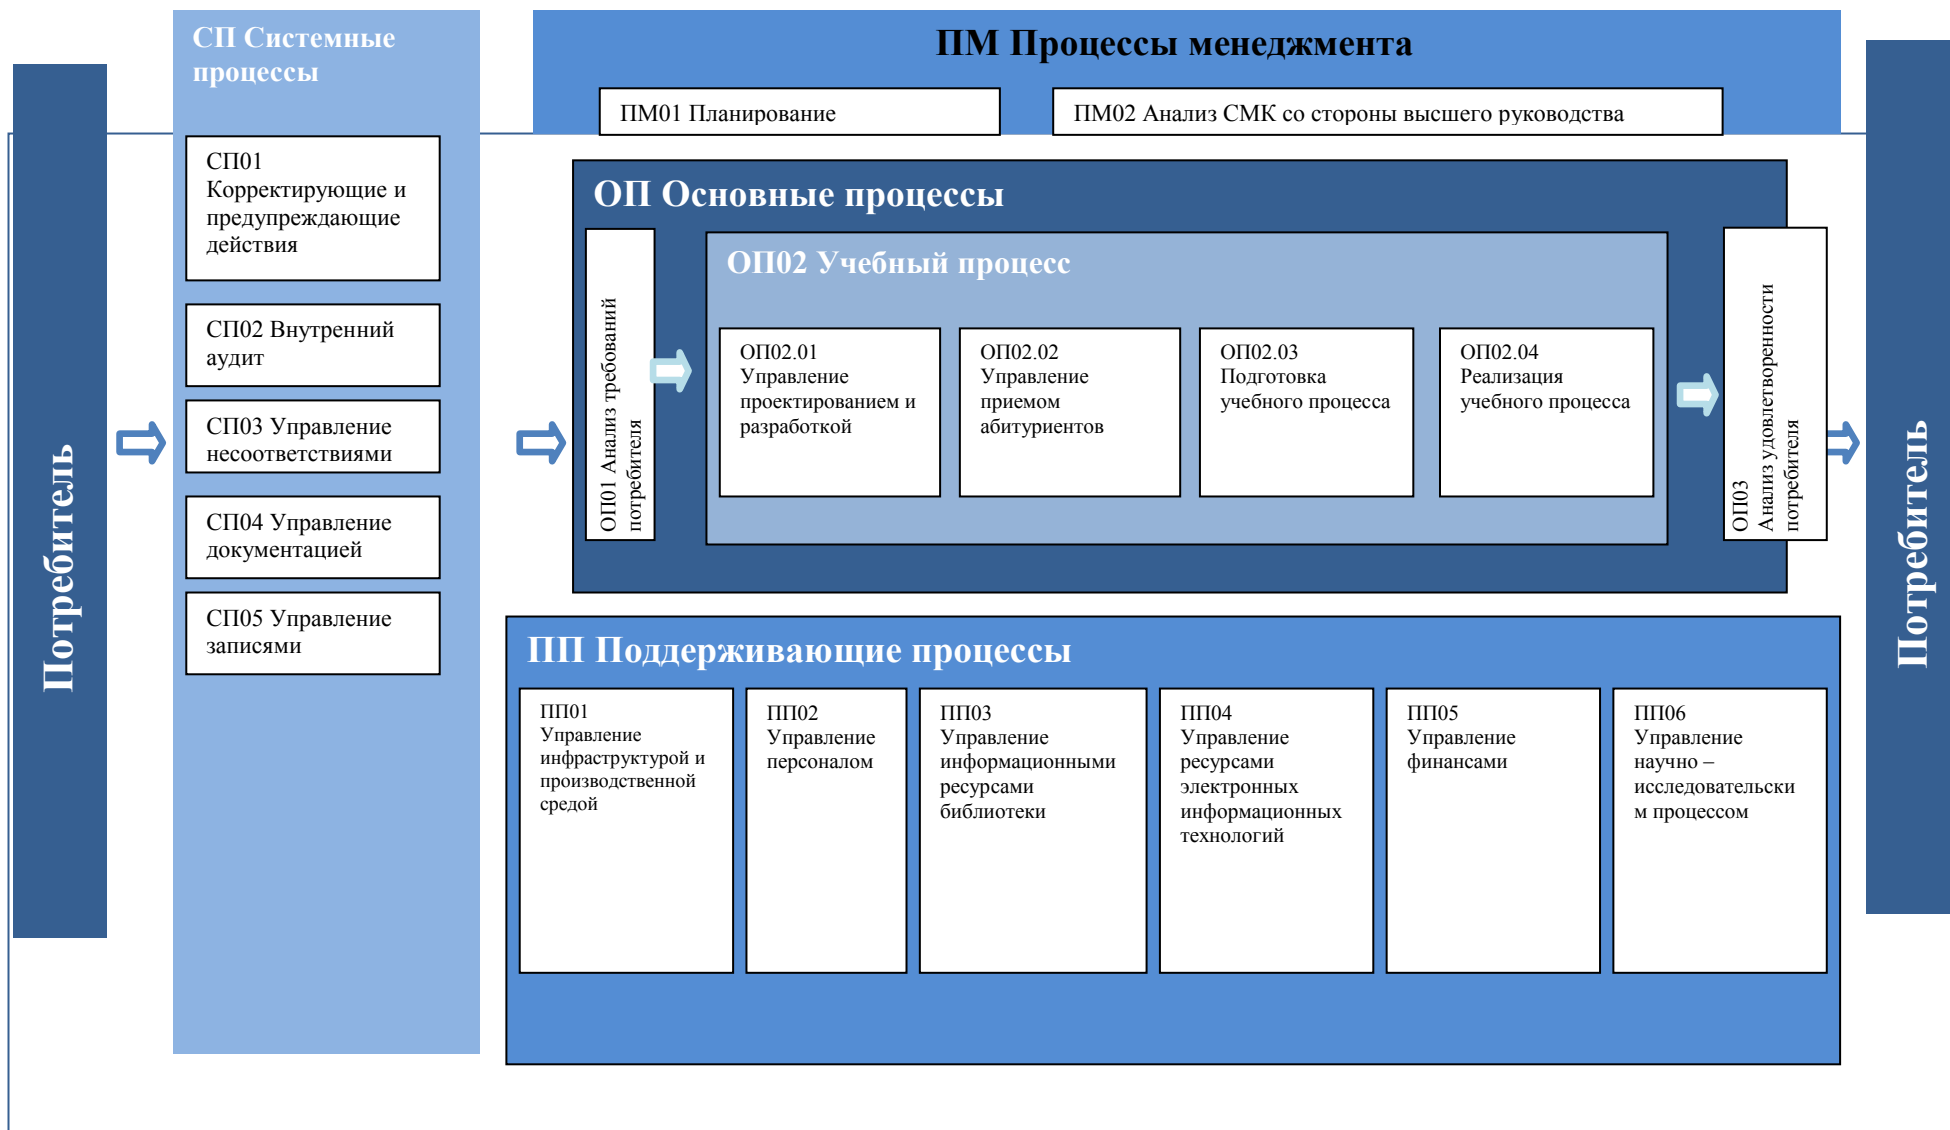 Потребитель
СП Системные
процессы
СП01
Корректирующие и
предупреждающие
действия
СП02 Внутренний
аудит
СП03 Управление
несоответствиями
СП04 Управление
документацией
СП05 Управление
записями
ПМ Процессы менеджмента
ПМ01 Планирование
ПМ02 Анализ СМК со стороны высшего руководства
ОП Основные процессы
ОП01 Анализ требований
потребителя
ОП02 Учебный процесс
ОП02.01
Управление
проектированием и
разработкой
ОП02.02
Управление
приемом
абитуриентов
ОП02.03
Подготовка
учебного процесса
ОП02.04
Реализация
учебного процесса
ОП03
Анализ удовлетворенности
потребителя
ПП Поддерживающие процессы
ПП01
Управление
инфраструктурой и
производственной
средой
ПП02
Управление
персоналом
ПП03
Управление
информационными
ресурсами
библиотеки
ПП04
Управление
ресурсами
электронных
информационных
технологий
ПП05
Управление
финансами
ПП06
Управление
научно –
исследовательски
м процессом
Потребитель